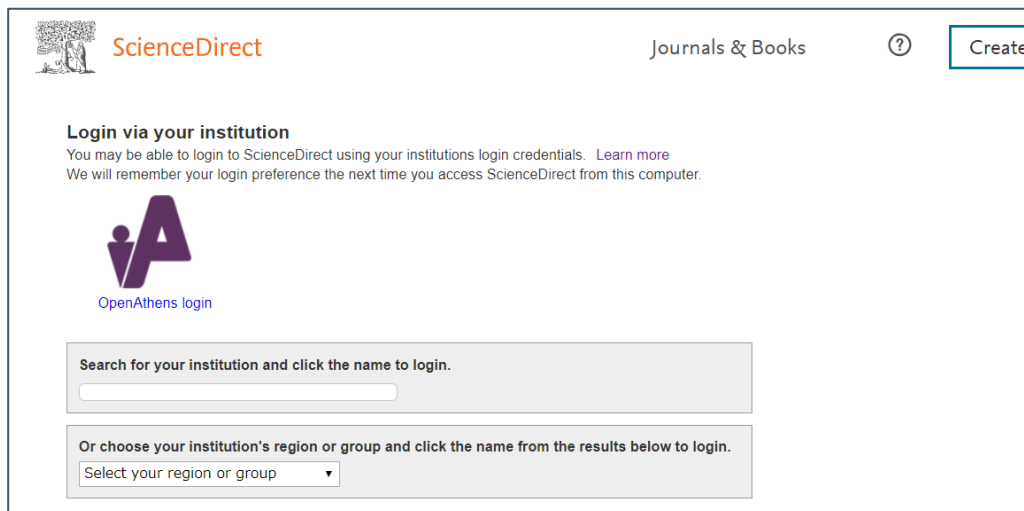 ScienceDirect
Journals & Books
?
Create
Login via your institution
You may be able to login to ScienceDirect using your institutions login credentials. Learn more
We will remember your login preference the next time you access ScienceDirect from this computer.
OpenAthens login
Search for your institution and click the name to login.
Or choose your institution's region or group and click the name from the results below to login.
Select your region or group